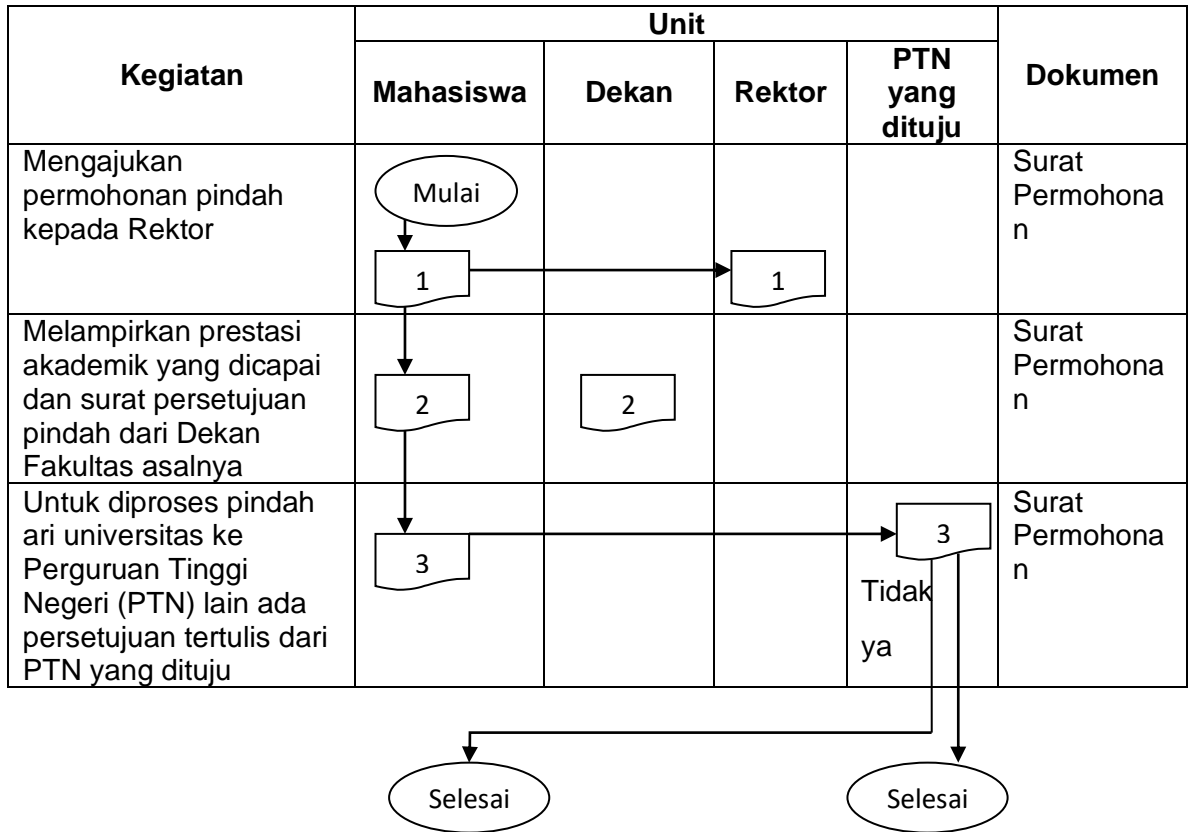 Unit
Kegiatan
Mahasiswa
Dekan
Rektor
PTN
yang
dituju
Dokumen
Mengajukan
permohonan pindah
kepada Rektor
Mulai
1
1
Surat
Permohona
n
Melampirkan prestasi
akademik yang dicapai
dan surat persetujuan
pindah dari Dekan
Fakultas asalnya
2
2
Surat
Permohona
n
Untuk diproses pindah
ari universitas ke
Perguruan Tinggi
Negeri (PTN) lain ada
persetujuan tertulis dari
PTN yang dituju
3
3
Tidak
ya
Surat
Permohona
n
Selesai
Selesai